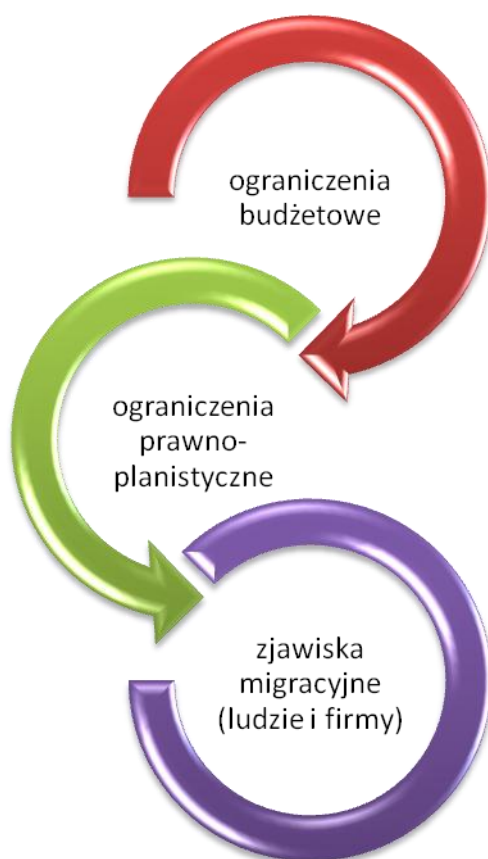 ograniczenia
budżetowe
ograniczenia
prawno-
planistyczne
zjawiska
migracyjne
(ludzie i firmy)